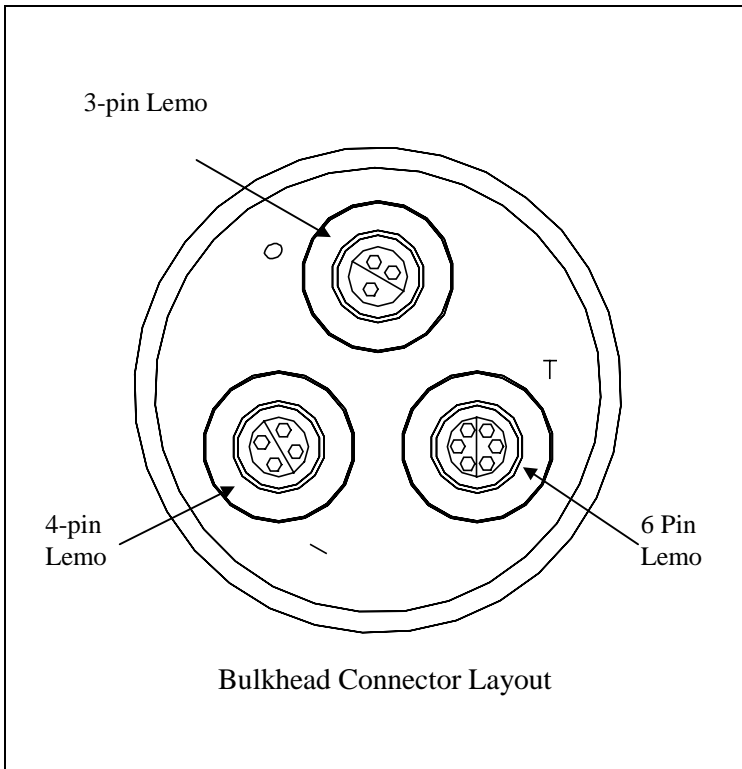 3-pin Lemo
O
T
4-pin
Lemo
6 Pin
Lemo
I
Bulkhead Connector Layout